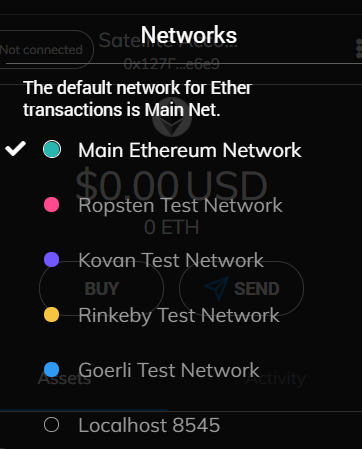 Networks
Not connected
Satellite Acco...
0x127F...e6e9
The default network for Ether
transactions is Main Net.
Main Ethereum Network
$0.00 USD
Ropsten Test Network
0 ETH
Kovan Test Network
BUY
SEND
Rinkeby Test Network
Goerli Test Network
Assets
Activity
Localhost 8545